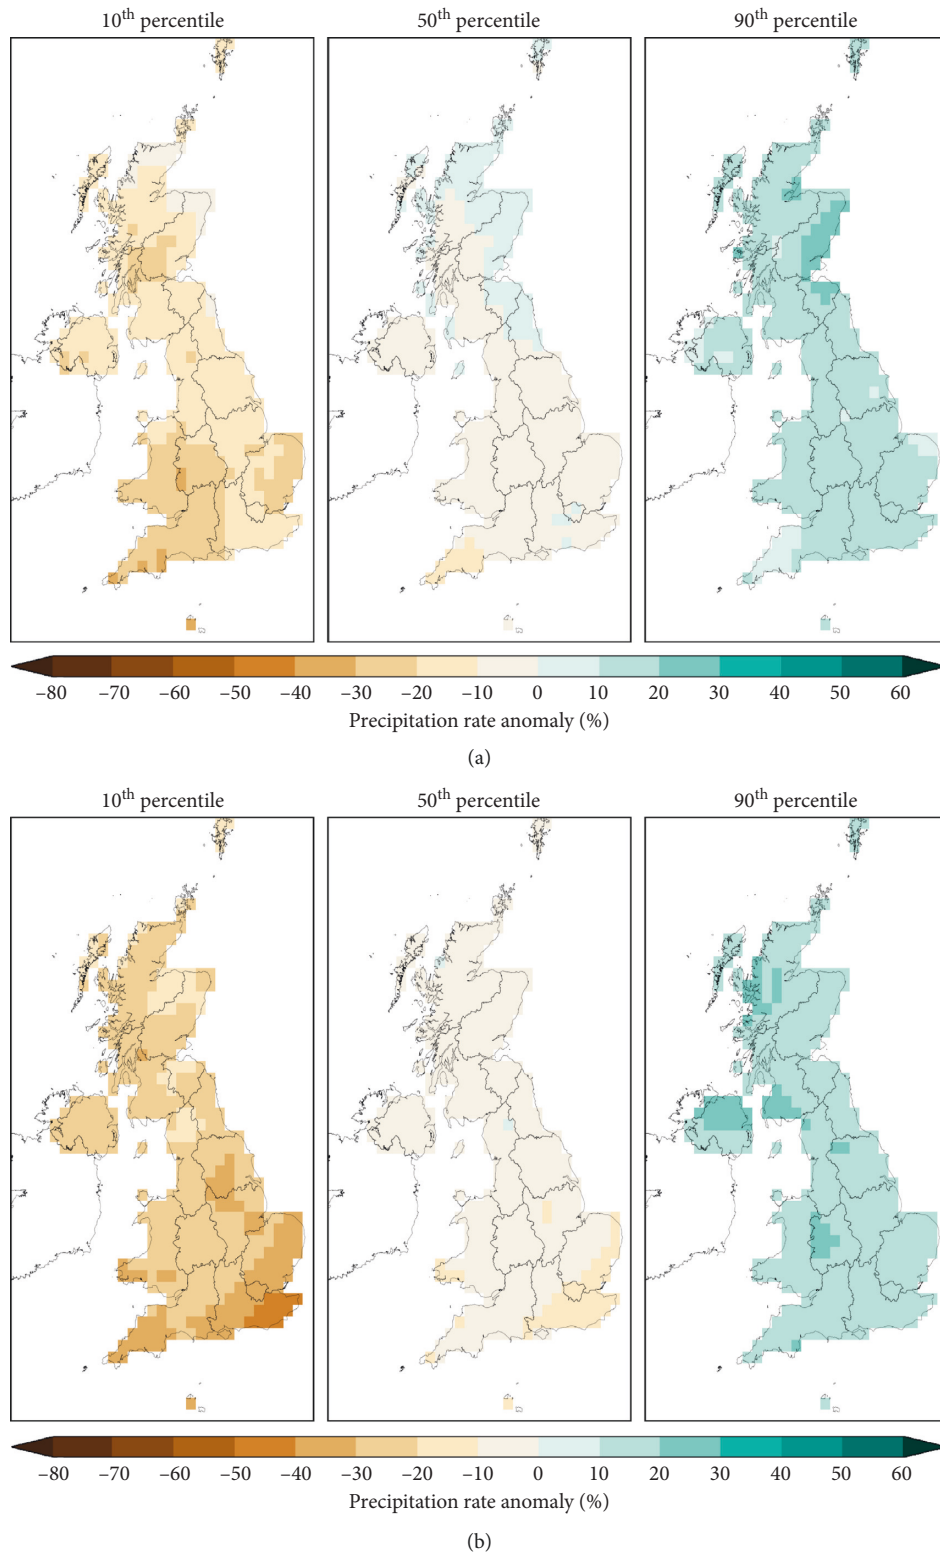 10th percentile 50th percentile 90th percentile
−80 −70 −60 −50 −40 −30 −20 −10 0 10 20 30 40 50 60
Precipitation rate anomaly (%)
(a)
10th percentile 50th percentile 90th percentile
−80 −70 −60 −50 −40 −30 −20 −10 0 10 20 30 40 50 60
Precipitation rate anomaly (%)
(b)